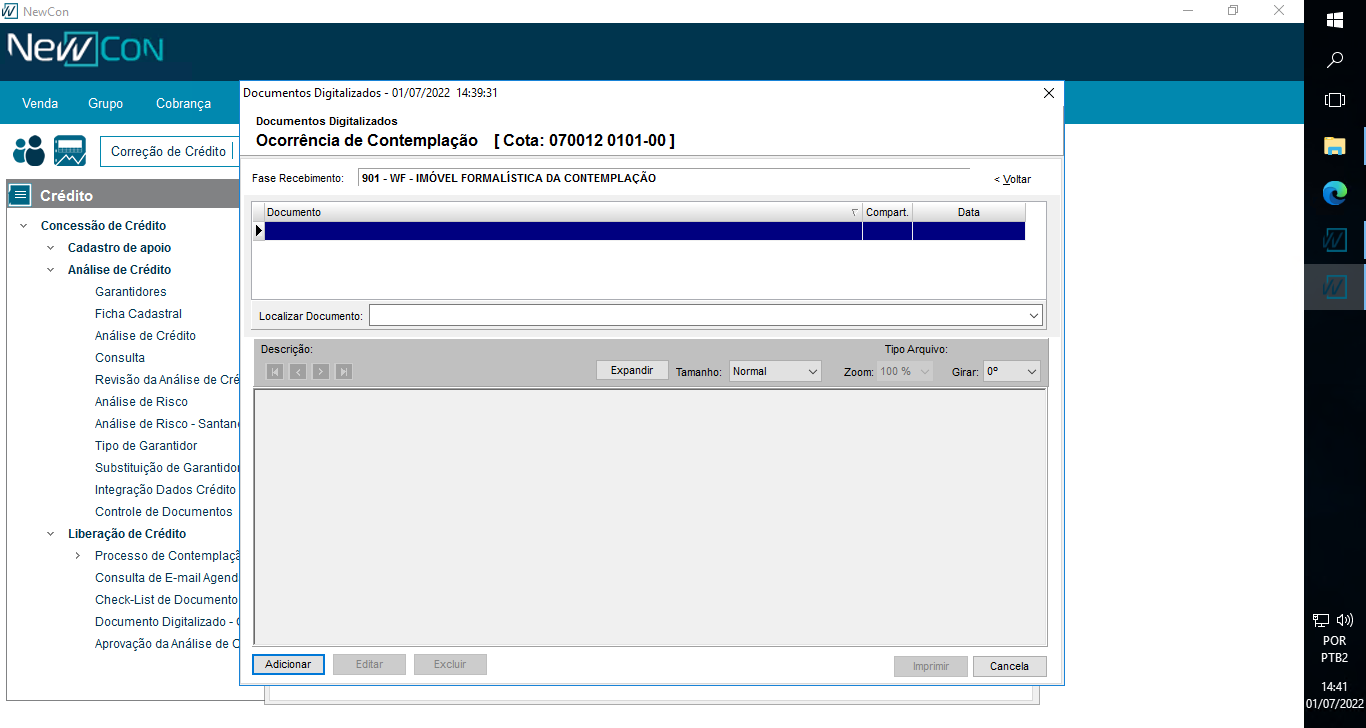 NewCon
NewCon
Venda Grupo Cobrança
Documentos Digitalizados - 01/07/2022 14:39:31
Documentos Digitalizados
Ocorrência de Contemplação [ Cota: 070012 0101-00 ]
Correção de Crédito
Fase Recebimento: 901 - WF - IMÓVEL FORMALÍSTICA DA CONTEMPLAÇÃO < Voltar
Crédito
Documento Compart. Data
Concessão de Crédito
Cadastro de apoio
Análise de Crédito
Garantidores
Ficha Cadastral
Análise de Crédito
Consulta
Revisão da Análise de Cré
Análise de Risco
Análise de Risco - Santan
Tipo de Garantidor
Substituição de Garantidor
Integração Dados Crédito
Controle de Documentos
Liberação de Crédito
Processo de Contemplaçã
Consulta de E-mail Agend
Check-List de Documento
Documento Digitalizado -
Aprovação da Análise de
Localizar Documento:
Descrição: Tipo Arquivo:
Expandir Tamanho: Normal Zoom: 100 % Girar: 0º
Adicionar Editar Excluir Imprimir Cancela
POR
PTB2
14:41
01/07/2022